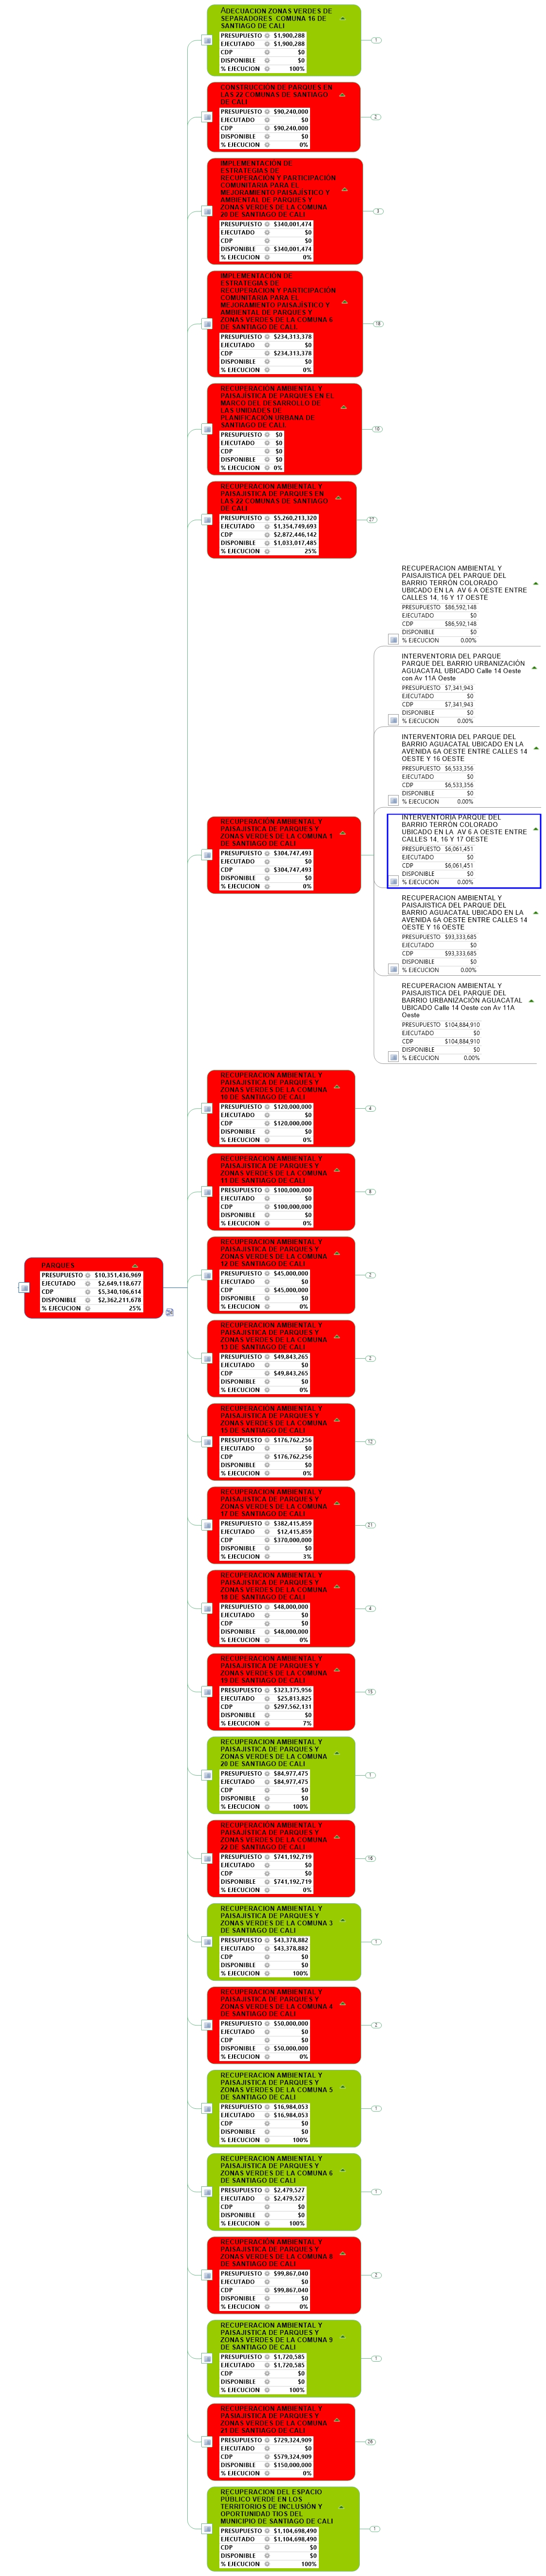 ADECUACION ZONAS VERDES DE
SEPARADORES COMUNA 16 DE
SANTIAGO DE CALI
PRESUPUESTO $1,900,288
EJECUTADO $1,900,288
CDP $0
DISPONIBLE $0
% EJECUCION 100%
1
CONSTRUCCIÓN DE PARQUES EN
LAS 22 COMUNAS DE SANTIAGO
DE CALI
PRESUPUESTO $90,240,000
EJECUTADO $0
CDP $90,240,000
DISPONIBLE $0
% EJECUCION 0%
2
IMPLEMENTACIÓN DE
ESTRATEGIAS DE
RECUPERACIÓN Y PARTICIPACIÓN
COMUNITARIA PARA EL
MEJORAMIENTO PAISAJÍSTICO Y
AMBIENTAL DE PARQUES Y
ZONAS VERDES DE LA COMUNA
20 DE SANTIAGO DE CALI
PRESUPUESTO $340,001,474
EJECUTADO $0
CDP $0
DISPONIBLE $340,001,474
% EJECUCION 0%
3
IMPLEMENTACIÓN DE
ESTRATEGIAS DE
RECUPERACION Y PARTICIPACIÓN
COMUNITARIA PARA EL
MEJORAMIENTO PAISAJÍSTICO Y
AMBIENTAL DE PARQUES Y
ZONAS VERDES DE LA COMUNA 6
DE SANTIAGO DE CALI.
PRESUPUESTO $234,313,378
EJECUTADO $0
CDP $234,313,378
DISPONIBLE $0
% EJECUCION 0%
18
RECUPERACIÓN AMBIENTAL Y
PAISAJISTICA DE PARQUES EN EL
MARCO DEL DESARROLLO DE
LAS UNIDADES DE
PLANIFICACIÓN URBANA DE
SANTIAGO DE CALI.
PRESUPUESTO $0
EJECUTADO $0
CDP $0
DISPONIBLE $0
% EJECUCION 0%
10
RECUPERACIÓN AMBIENTAL Y
PAISAJISTICA DE PARQUES EN
LAS 22 COMUNAS DE SANTIAGO
DE CALI
PRESUPUESTO $5,260,213,320
EJECUTADO $1,354,749,693
CDP $2,872,446,142
DISPONIBLE $1,033,017,485
% EJECUCION 25%
27
RECUPERACION AMBIENTAL Y
PAISAJISTICA DEL PARQUE DEL
BARRIO TERRÓN COLORADO
UBICADO EN LA AV 6 A OESTE ENTRE
CALLES 14, 16 Y 17 OESTE
PRESUPUESTO $86,592,148
EJECUTADO $0
CDP $86,592,148
DISPONIBLE $0
% EJECUCION 0.00%
INTERVENTORIA DEL PARQUE
PARQUE DEL BARRIO URBANIZACIÓN
AGUACATAL UBICADO Calle 14 Oeste
con Av 11A Oeste
PRESUPUESTO $7,341,943
EJECUTADO $0
CDP $7,341,943
DISPONIBLE $0
% EJECUCION 0.00%
INTERVENTORIA DEL PARQUE DEL
BARRIO AGUACATAL UBICADO EN LA
AVENIDA 6A OESTE ENTRE CALLES 14
OESTE Y 16 OESTE
PRESUPUESTO $6,533,356
EJECUTADO $0
CDP $6,533,356
DISPONIBLE $0
% EJECUCION 0.00%
INTERVENTORIA PARQUE DEL
BARRIO TERRÓN COLORADO
UBICADO EN LA AV 6 A OESTE ENTRE
CALLES 14, 16 Y 17 OESTE
PRESUPUESTO $6,061,451
EJECUTADO $0
CDP $6,061,451
DISPONIBLE $0
% EJECUCION 0.00%
RECUPERACION AMBIENTAL Y
PAISAJISTICA DEL PARQUE DEL
BARRIO AGUACATAL UBICADO EN LA
AVENIDA 6A OESTE ENTRE CALLES 14
OESTE Y 16 OESTE
PRESUPUESTO $93,333,685
EJECUTADO $0
CDP $93,333,685
DISPONIBLE $0
% EJECUCION 0.00%
RECUPERACION AMBIENTAL Y
PAISAJISTICA DEL PARQUE DEL
BARRIO URBANIZACIÓN AGUACATAL
UBICADO Calle 14 Oeste con Av 11A
Oeste
PRESUPUESTO $104,884,910
EJECUTADO $0
CDP $104,884,910
DISPONIBLE $0
% EJECUCION 0.00%
RECUPERACION AMBIENTAL Y
PAISAJISTICA DE PARQUES Y
ZONAS VERDES DE LA COMUNA 1
DE SANTIAGO DE CALI
PRESUPUESTO $304,747,493
EJECUTADO $0
CDP $304,747,493
DISPONIBLE $0
% EJECUCION 0%
RECUPERACION AMBIENTAL Y
PAISAJISTICA DE PARQUES Y
ZONAS VERDES DE LA COMUNA
10 DE SANTIAGO DE CALI
PRESUPUESTO $120,000,000
EJECUTADO $0
CDP $120,000,000
DISPONIBLE $0
% EJECUCION 0%
4
RECUPERACION AMBIENTAL Y
PAISAJISTICA DE PARQUES Y
ZONAS VERDES DE LA COMUNA
11 DE SANTIAGO DE CALI
PRESUPUESTO $100,000,000
EJECUTADO $0
CDP $100,000,000
DISPONIBLE $0
% EJECUCION 0%
RECUPERACION AMBIENTAL Y
PAISAJISTICA DE PARQUES Y
ZONAS VERDES DE LA COMUNA
12 DE SANTIAGO DE CALI
PRESUPUESTO $45,000,000
EJECUTADO $0
CDP $45,000,000
DISPONIBLE $0
% EJECUCION 0%
2
PARQUES
PRESUPUESTO $10,351,436,969
EJECUTADO $2,649,118,677
CDP $5,340,106,614
DISPONIBLE $2,362,211,678
% EJECUCION 25%
RECUPERACION AMBIENTAL Y
PAISAJISTICA DE PARQUES Y
ZONAS VERDES DE LA COMUNA
13 DE SANTIAGO DE CALI
PRESUPUESTO $49,843,265
EJECUTADO $0
CDP $49,843,265
DISPONIBLE $0
% EJECUCION 0%
2
RECUPERACION AMBIENTAL Y
PAISAJISTICA DE PARQUES Y
ZONAS VERDES DE LA COMUNA
15 DE SANTIAGO DE CALI
PRESUPUESTO $176,762,256
EJECUTADO $0
CDP $176,762,256
DISPONIBLE $0
% EJECUCION 0%
12
RECUPERACION AMBIENTAL Y
PAISAJISTICA DE PARQUES Y
ZONAS VERDES DE LA COMUNA
17 DE SANTIAGO DE CALI
PRESUPUESTO $382,415,859
EJECUTADO $12,415,859
CDP $370,000,000
DISPONIBLE $0
% EJECUCION 3%
21
RECUPERACION AMBIENTAL Y
PAISAJISTICA DE PARQUES Y
ZONAS VERDES DE LA COMUNA
18 DE SANTIAGO DE CALI
PRESUPUESTO $48,000,000
EJECUTADO $0
CDP $0
DISPONIBLE $48,000,000
% EJECUCION 0%
4
RECUPERACION AMBIENTAL Y
PAISAJISTICA DE PARQUES Y
ZONAS VERDES DE LA COMUNA
19 DE SANTIAGO DE CALI
PRESUPUESTO $323,375,956
EJECUTADO $25,813,825
CDP $297,562,131
DISPONIBLE $0
% EJECUCION 7%
15
RECUPERACION AMBIENTAL Y
PAISAJISTICA DE PARQUES Y
ZONAS VERDES DE LA COMUNA
20 DE SANTIAGO DE CALI
PRESUPUESTO $84,977,475
EJECUTADO $84,977,475
CDP $0
DISPONIBLE $0
% EJECUCION 100%
1
RECUPERACIÓN AMBIENTAL Y
PAISAJISTICA DE PARQUES Y
ZONAS VERDES DE LA COMUNA
22 DE SANTIAGO DE CALI
PRESUPUESTO $741,192,719
EJECUTADO $0
CDP $0
DISPONIBLE $741,192,719
% EJECUCION 0%
16
RECUPERACION AMBIENTAL Y
PAISAJISTICA DE PARQUES Y
ZONAS VERDES DE LA COMUNA 3
DE SANTIAGO DE CALI
PRESUPUESTO $43,378,882
EJECUTADO $43,378,882
CDP $0
DISPONIBLE $0
% EJECUCION 100%
1
RECUPERACION AMBIENTAL Y
PAISAJISTICA DE PARQUES Y
ZONAS VERDES DE LA COMUNA 4
DE SANTIAGO DE CALI
PRESUPUESTO $50,000,000
EJECUTADO $0
CDP $0
DISPONIBLE $50,000,000
% EJECUCION 0%
2
RECUPERACION AMBIENTAL Y
PAISAJISTICA DE PARQUES Y
ZONAS VERDES DE LA COMUNA 5
DE SANTIAGO DE CALI
PRESUPUESTO $16,984,053
EJECUTADO $16,984,053
CDP $0
DISPONIBLE $0
% EJECUCION 100%
1
RECUPERACION AMBIENTAL Y
PAISAJISTICA DE PARQUES Y
ZONAS VERDES DE LA COMUNA 6
DE SANTIAGO DE CALI
PRESUPUESTO $2,479,527
EJECUTADO $2,479,527
CDP $0
DISPONIBLE $0
% EJECUCION 100%
1
RECUPERACION AMBIENTAL Y
PAISAJISTICA DE PARQUES Y
ZONAS VERDES DE LA COMUNA 8
DE SANTIAGO DE CALI
PRESUPUESTO $99,867,040
EJECUTADO $0
CDP $99,867,040
DISPONIBLE $0
% EJECUCION 0%
2
RECUPERACION AMBIENTAL Y
PAISAJISTICA DE PARQUES Y
ZONAS VERDES DE LA COMUNA 9
DE SANTIAGO DE CALI
PRESUPUESTO $1,720,585
EJECUTADO $1,720,585
CDP $0
DISPONIBLE $0
% EJECUCION 100%
1
RECUPERACION AMBIENTAL Y
PASIAJISTICA DE PARQUES Y
ZONAS VERDES DE LA COMUNA
21 DE SANTIAGO DE CALI
PRESUPUESTO $729,324,909
EJECUTADO $0
CDP $579,324,909
DISPONIBLE $150,000,000
% EJECUCION 0%
26
RECUPERACION DEL ESPACIO
PÚBLICO VERDE EN LOS
TERRITORIOS DE INCLUSIÓN Y
OPORTUNIDAD TIOS DEL
MUNICIPIO DE SANTIAGO DE CALI
PRESUPUESTO $1,104,698,490
EJECUTADO $1,104,698,490
CDP $0
DISPONIBLE $0
% EJECUCION 100%
1